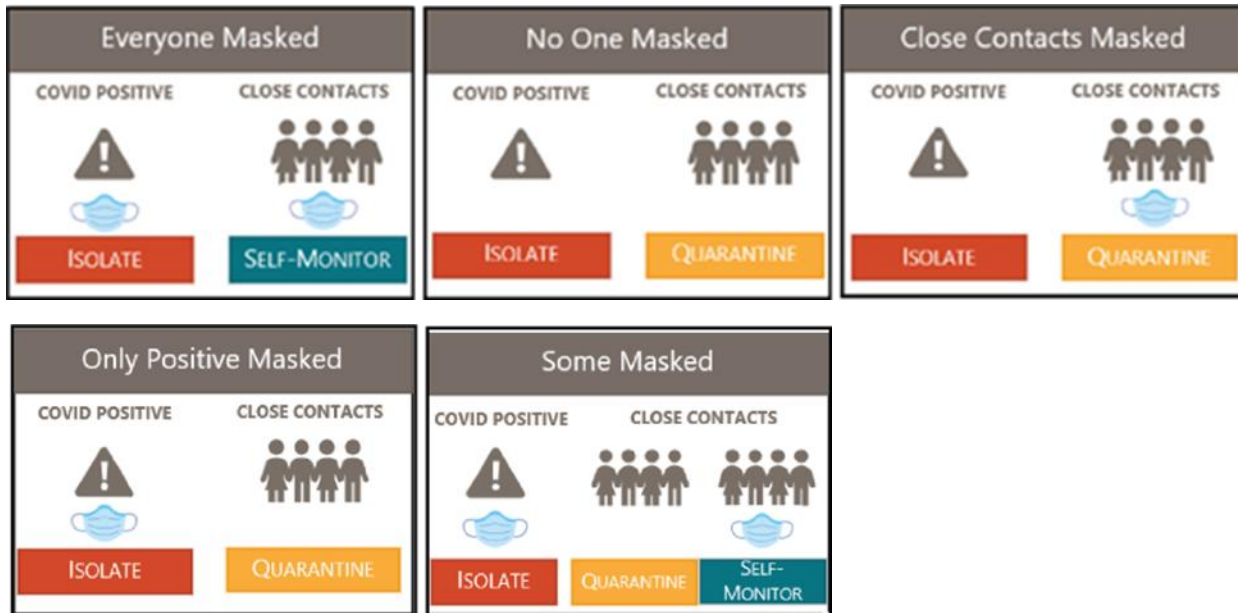 Everyone Masked
COVID POSITIVE
CLOSE CONTACTS
ISOLATE
SELF-MONITOR
No One Masked
COVID POSITIVE
CLOSE CONTACTS
ISOLATE
QUARANTINE
Close Contacts Masked
COVID POSITIVE
CLOSE CONTACTS
ISOLATE
QUARANTINE
Only Positive Masked
COVID POSITIVE
CLOSE CONTACTS
ISOLATE
QUARANTINE
Some Masked
COVID POSITIVE
CLOSE CONTACTS
ISOLATE
QUARANTINE
SELF-
MONITOR